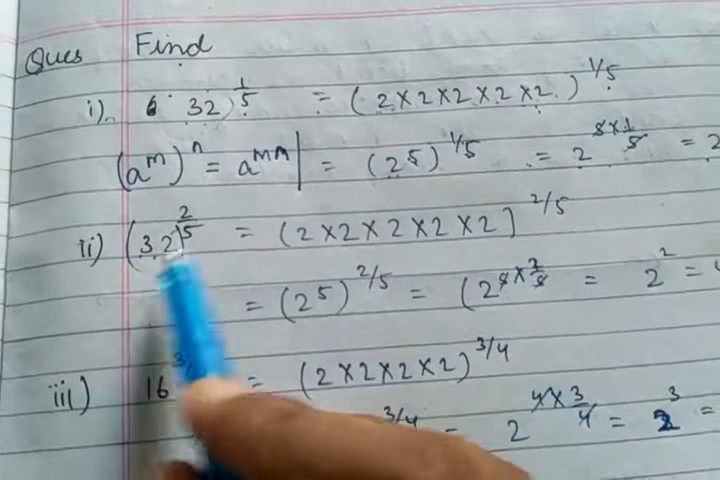 Ques Find
i). 6 32)^{1/5} = (2×2×2×2×2.)^{1/5}
(a^m)^n = a^{mn} | = (2^5)^{1/5} = 2^{5×1/5} = 2
ii) (32)^{2/5} = (2×2×2×2×2]^{2/5}
= (2^5)^{2/5} = (2^{5×2/5} = 2^2 =
iii) 16 = (2×2×2×2)^{3/4}
^{3/4} = 2^{4×3/4} = 2^3 =